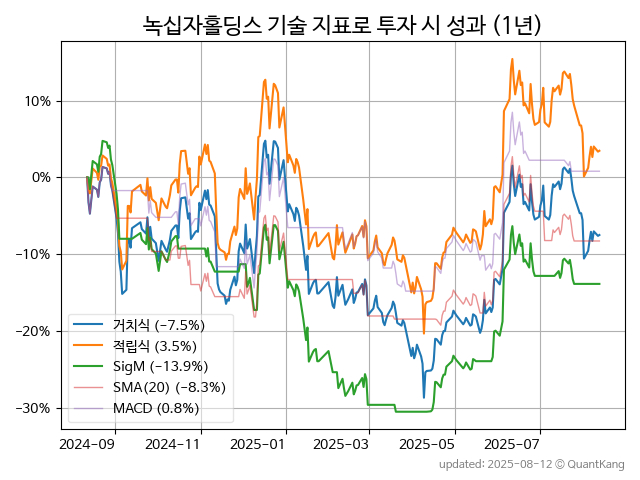 녹십자홀딩스 기술 지표로 투자 시 성과 (1년)
10%
0%
−10%
−20%
−30%
거치식 (−7.5%)
적립식 (3.5%)
SigM (−13.9%)
SMA(20) (−8.3%)
MACD (0.8%)
2024-09
2024-11
2025-01
2025-03
2025-05
2025-07
updated: 2025-08-12 © QuantKang